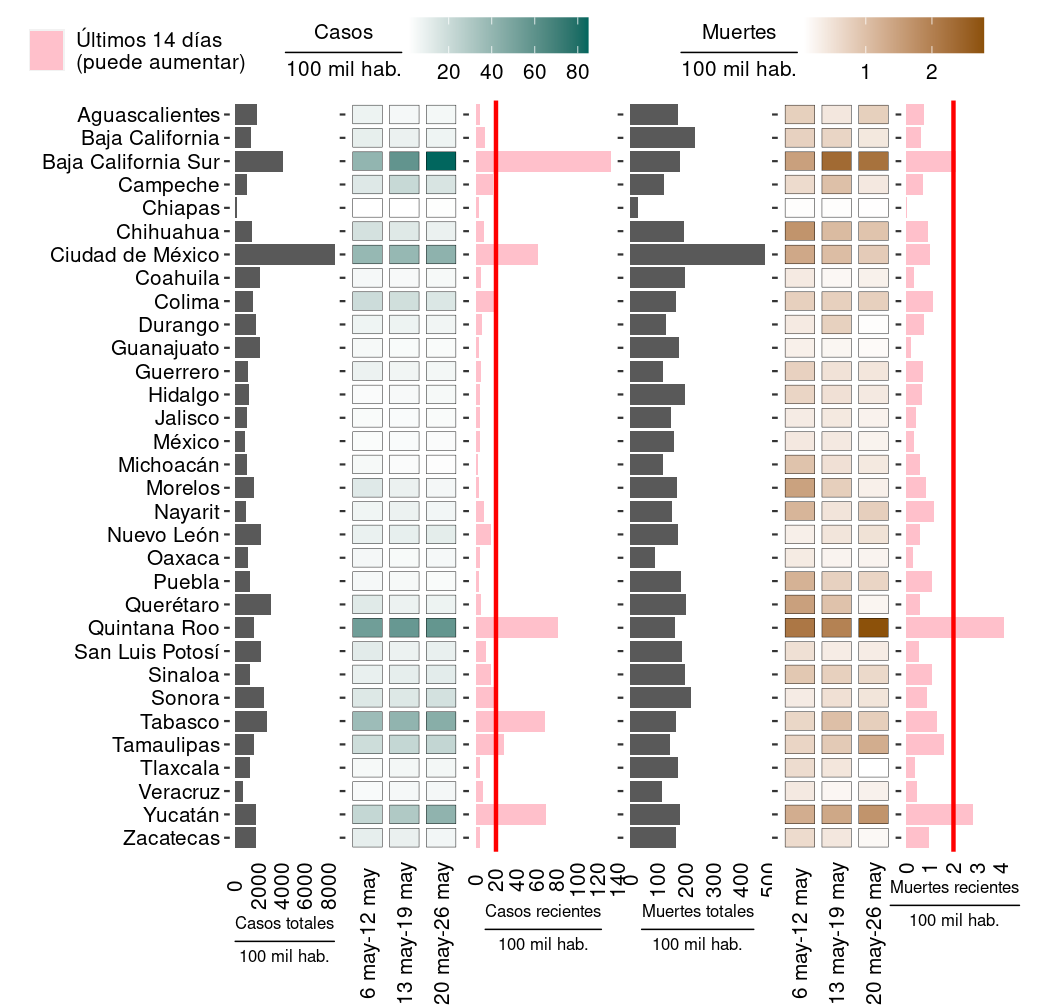 Últimos 14 días
(puede aumentar)
Casos
100 mil hab.
20 40 60 80
Muertes
100 mil hab.
1 2
Aguascalientes
Baja California
Baja California Sur
Campeche
Chiapas
Chihuahua
Ciudad de México
Coahuila
Colima
Durango
Guanajuato
Guerrero
Hidalgo
Jalisco
México
Michoacán
Morelos
Nayarit
Nuevo León
Oaxaca
Puebla
Querétaro
Quintana Roo
San Luis Potosí
Sinaloa
Sonora
Tabasco
Tamaulipas
Tlaxcala
Veracruz
Yucatán
Zacatecas
0 2000 4000 6000 8000
Casos totales
100 mil hab.
6 may-12 may
13 may-19 may
20 may-26 may
0 20 40 60 80 100 120 140
Casos recientes
100 mil hab.
0 100 200 300 400 500
Muertes totales
100 mil hab.
6 may-12 may
13 may-19 may
20 may-26 may
0 1 2 3 4
Muertes recientes
100 mil hab.